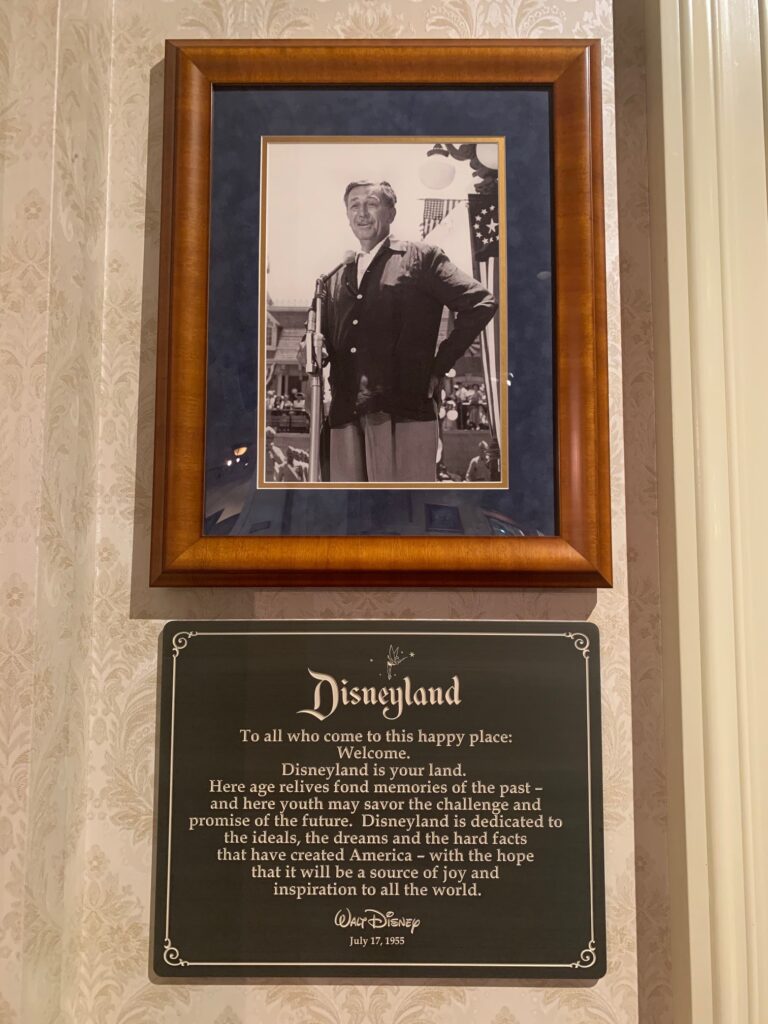 Disneyland
To all who come to this happy place:
Welcome.
Disneyland is your land.
Here age relives fond memories of the past –
and here youth may savor the challenge and
promise of the future.  Disneyland is dedicated to
the ideals, the dreams and the hard facts
that have created America – with the hope
that it will be a source of joy and
inspiration to all the world.
Walt Disney
July 17, 1955